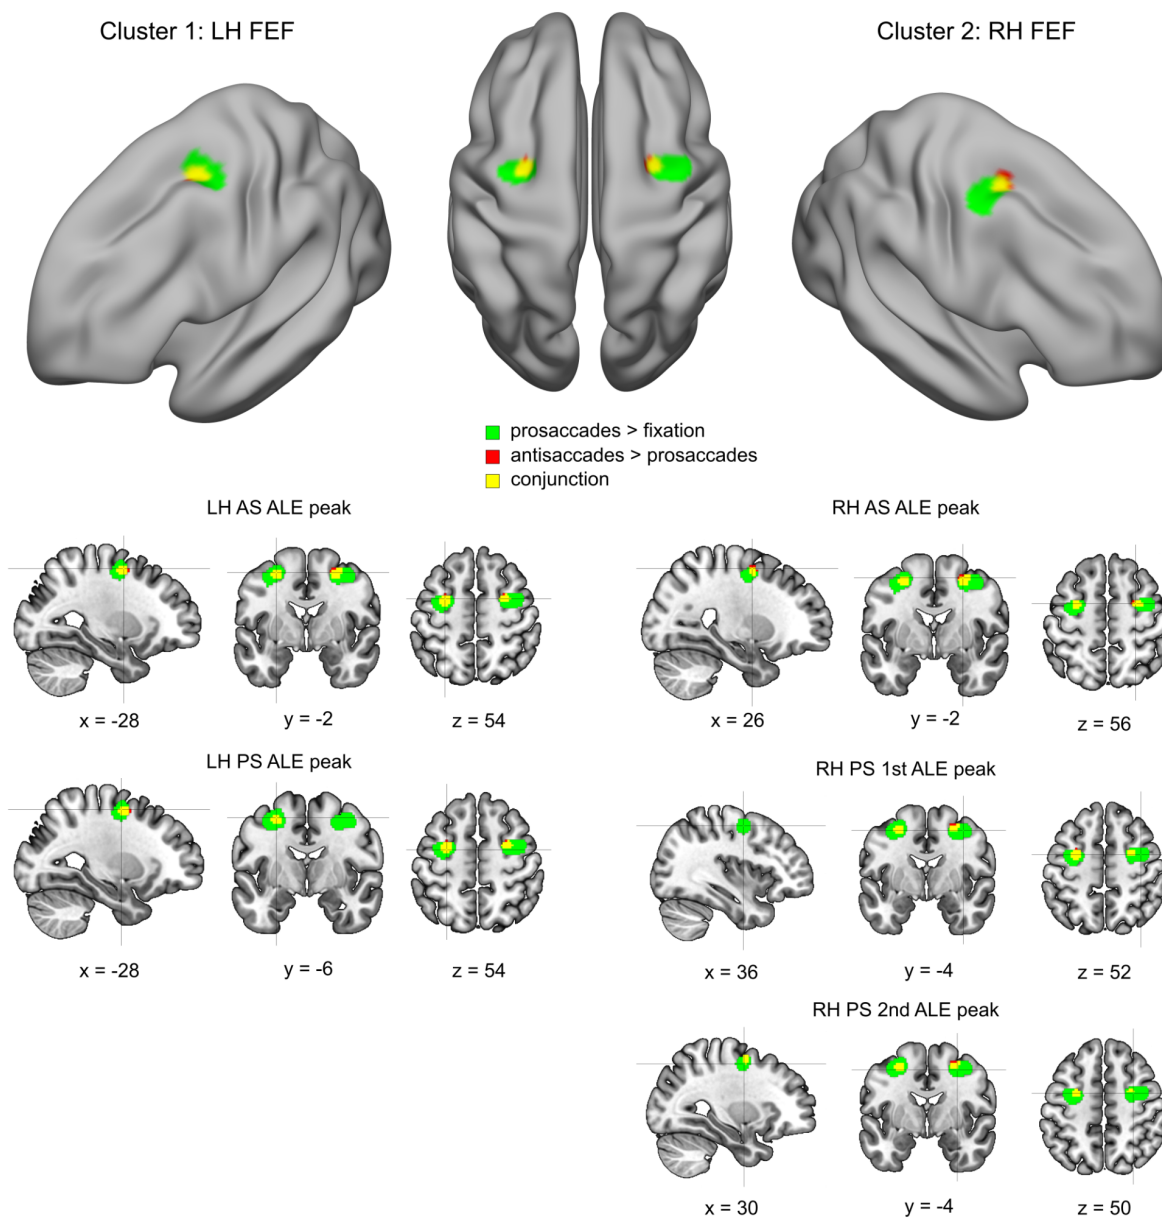 Cluster 1: LH FEF
Cluster 2: RH FEF
prosaccades > fixation
antisaccades > prosaccades
conjunction
LH AS ALE peak
x = -28
y = -2
z = 54
RH AS ALE peak
x = 26
y = -2
z = 56
LH PS ALE peak
x = -28
y = -6
z = 54
RH PS 1st ALE peak
x = 36
y = -4
z = 52
RH PS 2nd ALE peak
x = 30
y = -4
z = 50